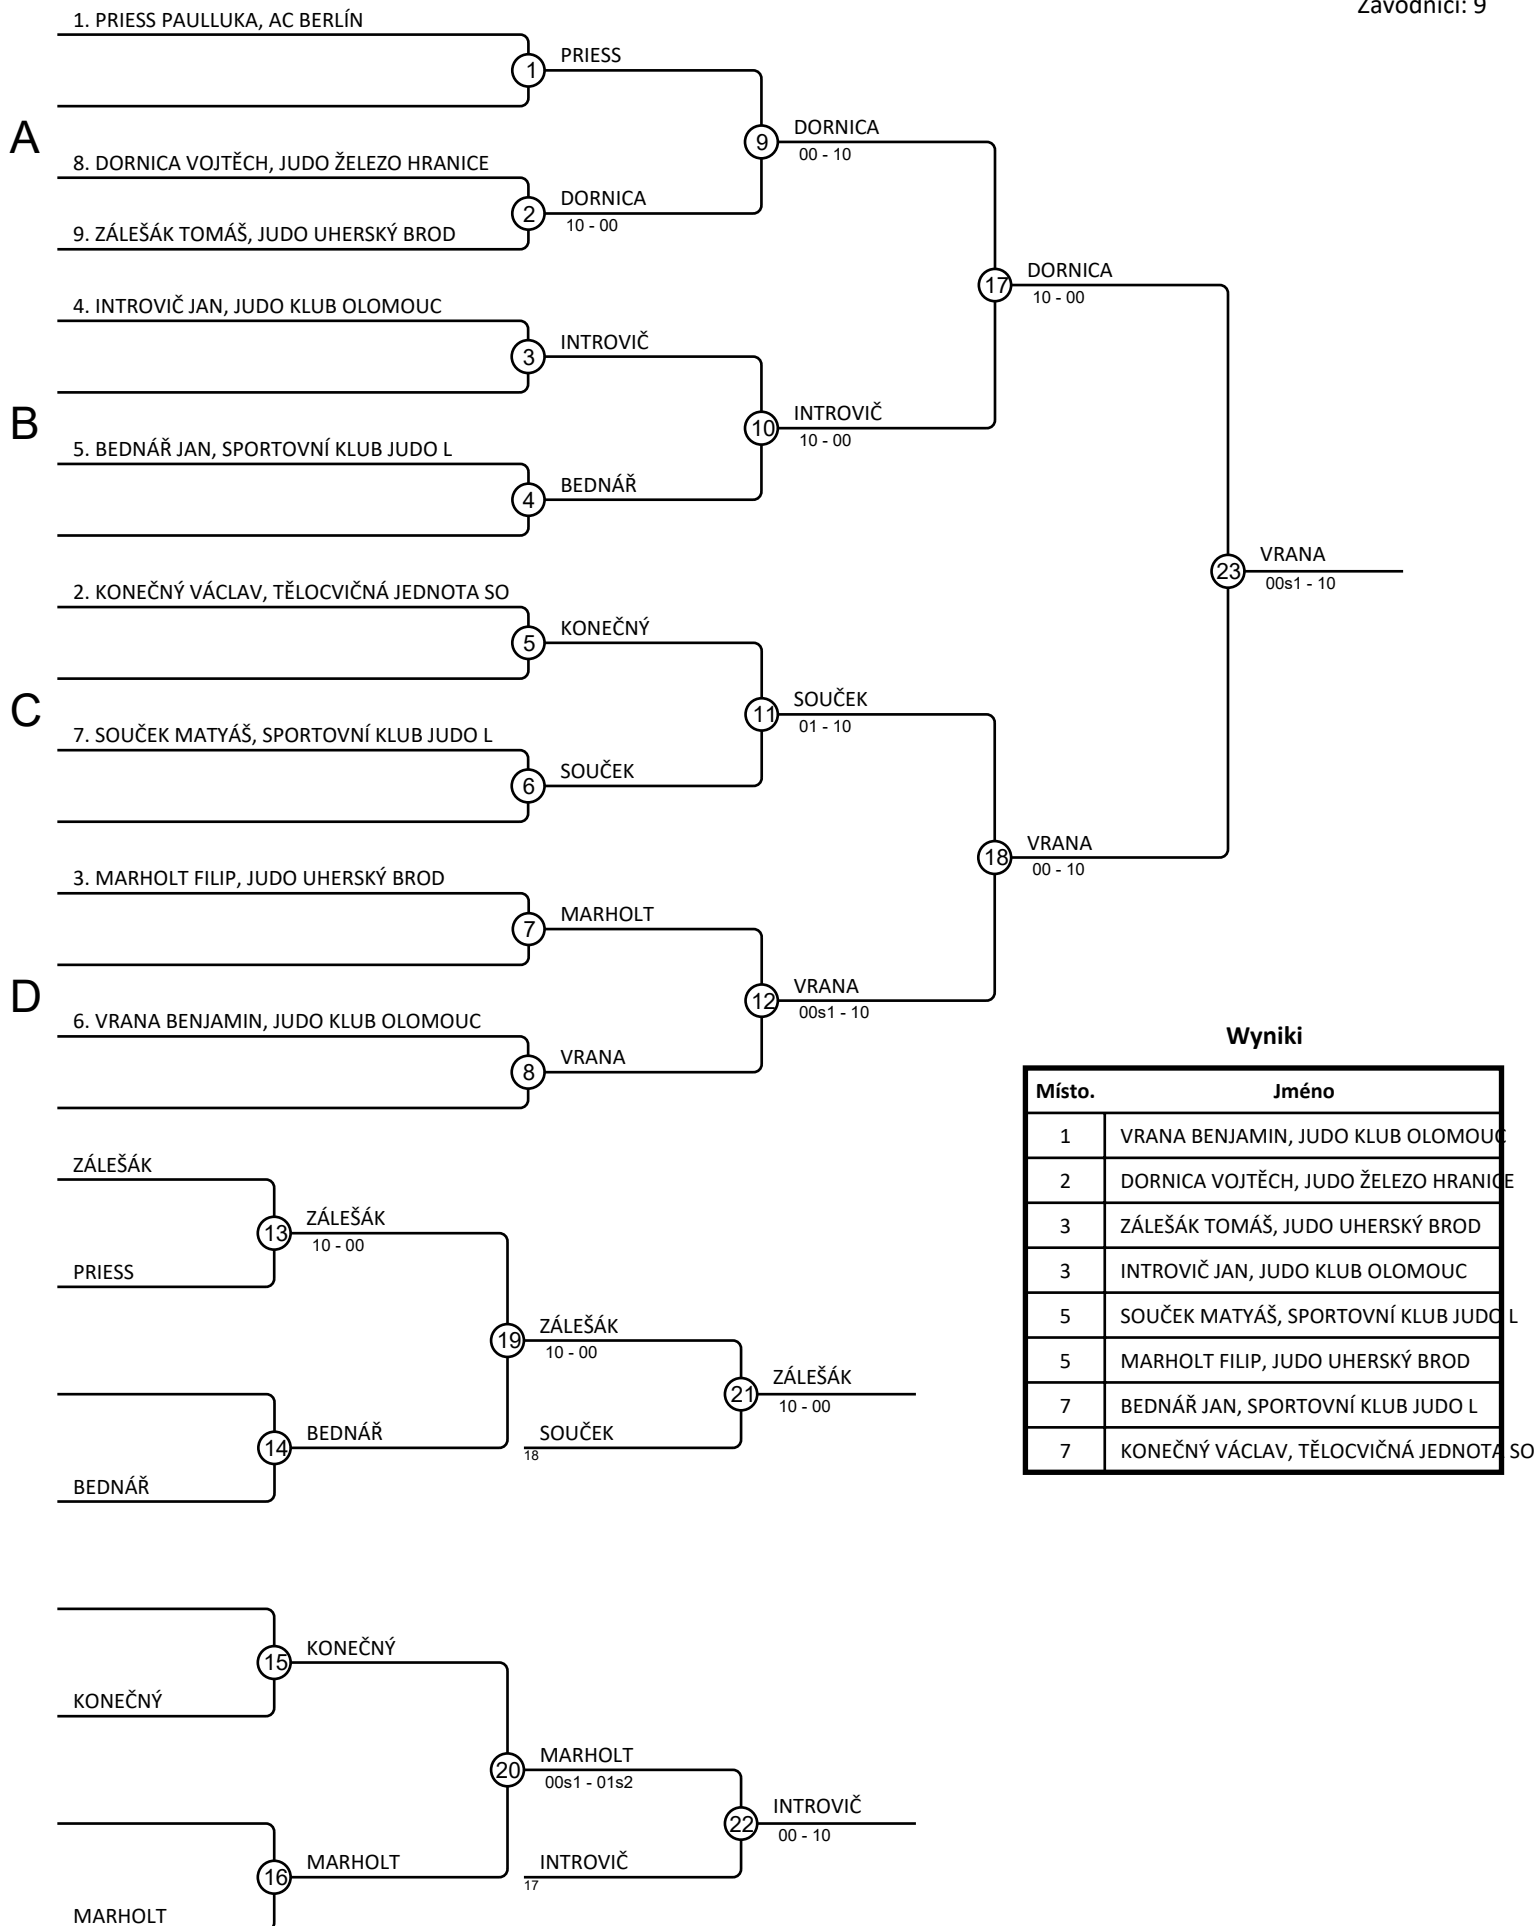 Závodníci: 9
1. PRIESS PAULLUKA, AC BERLÍN
1
PRIESS
A
9
DORNICA
00 - 10
8. DORNICA VOJTĚCH, JUDO ŽELEZO HRANICE
2
DORNICA
10 - 00
9. ZÁLEŠÁK TOMÁŠ, JUDO UHERSKÝ BROD
17
DORNICA
10 - 00
4. INTROVIČ JAN, JUDO KLUB OLOMOUC
3
INTROVIČ
B
10
INTROVIČ
10 - 00
5. BEDNÁŘ JAN, SPORTOVNÍ KLUB JUDO L
4
BEDNÁŘ
23
VRANA
00s1 - 10
2. KONEČNÝ VÁCLAV, TĚLOCVIČNÁ JEDNOTA SO
5
KONEČNÝ
C
11
SOUČEK
01 - 10
7. SOUČEK MATYÁŠ, SPORTOVNÍ KLUB JUDO L
6
SOUČEK
18
VRANA
00 - 10
3. MARHOLT FILIP, JUDO UHERSKÝ BROD
7
MARHOLT
D
12
VRANA
00s1 - 10
6. VRANA BENJAMIN, JUDO KLUB OLOMOUC
8
VRANA
Wyniki
Místo. Jméno
1 VRANA BENJAMIN, JUDO KLUB OLOMOUC
2 DORNICA VOJTĚCH, JUDO ŽELEZO HRANICE
3 ZÁLEŠÁK TOMÁŠ, JUDO UHERSKÝ BROD
3 INTROVIČ JAN, JUDO KLUB OLOMOUC
5 SOUČEK MATYÁŠ, SPORTOVNÍ KLUB JUDO L
5 MARHOLT FILIP, JUDO UHERSKÝ BROD
7 BEDNÁŘ JAN, SPORTOVNÍ KLUB JUDO L
7 KONEČNÝ VÁCLAV, TĚLOCVIČNÁ JEDNOTA SO
ZÁLEŠÁK
13
ZÁLEŠÁK
10 - 00
PRIESS
19
ZÁLEŠÁK
10 - 00
21
ZÁLEŠÁK
10 - 00
14
BEDNÁŘ
SOUČEK
18
BEDNÁŘ
15
KONEČNÝ
KONEČNÝ
20
MARHOLT
00s1 - 01s2
22
INTROVIČ
00 - 10
16
MARHOLT
INTROVIČ
17
MARHOLT